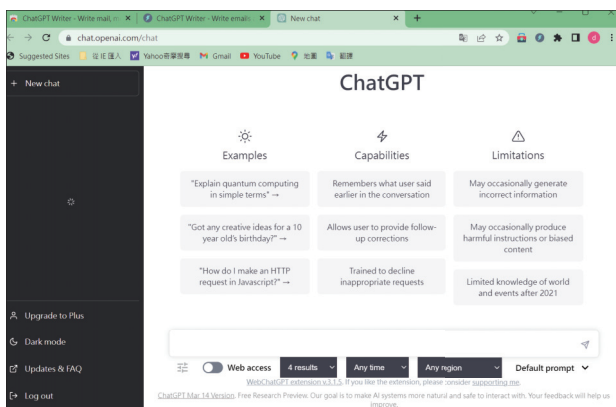 ChatGPT Writer - Write mail,
ChatGPT Writer - Write emails
New chat
chat.openai.com/chat
Suggested Sites
從 IE 匯入
Yahoo奇摩搜尋
Gmail
YouTube
地圖
翻譯
+ New chat
ChatGPT
Examples
Capabilities
Limitations
"Explain quantum computing
in simple terms" →
Remembers what user said
earlier in the conversation
May occasionally generate
incorrect information
"Got any creative ideas for a 10
year old's birthday?" →
Allows user to provide follow-
up corrections
May occasionally produce
harmful instructions or biased
content
"How do I make an HTTP
request in Javascript?" →
Trained to decline
inappropriate requests
Limited knowledge of world
and events after 2021
Upgrade to Plus
Dark mode
Updates & FAQ
Log out
Web access
4 results
Any time
Any region
Default prompt
WebChatGPT extension v.3.1.5. If you like the extension, please consider supporting me.
ChatGPT Mar 14 Version. Free Research Preview. Our goal is to make AI systems more natural and safe to interact with. Your feedback will help us
improve.